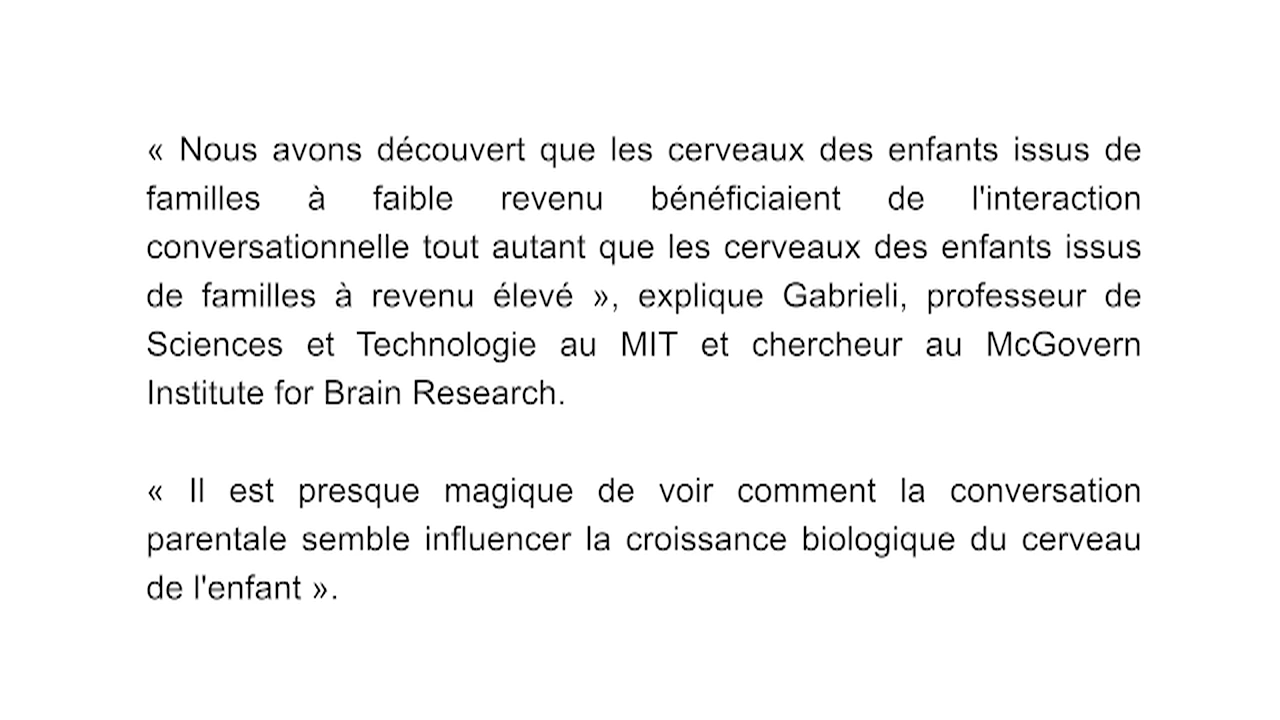 « Nous avons découvert que les cerveaux des enfants issus de
familles à faible revenu bénéficiaient de l'interaction
conversationnelle tout autant que les cerveaux des enfants issus
de familles à revenu élevé », explique Gabrieli, professeur de
Sciences et Technologie au MIT et chercheur au McGovern
Institute for Brain Research.
« Il est presque magique de voir comment la conversation
parentale semble influencer la croissance biologique du cerveau
de l'enfant ».